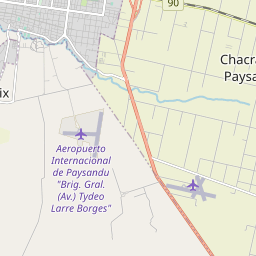 90
Chacra
Paysa
ix
Aeropuerto
Internacional
de Paysandu
"Brig. Gral.
(Av.) Tydeo
Larre Borges"